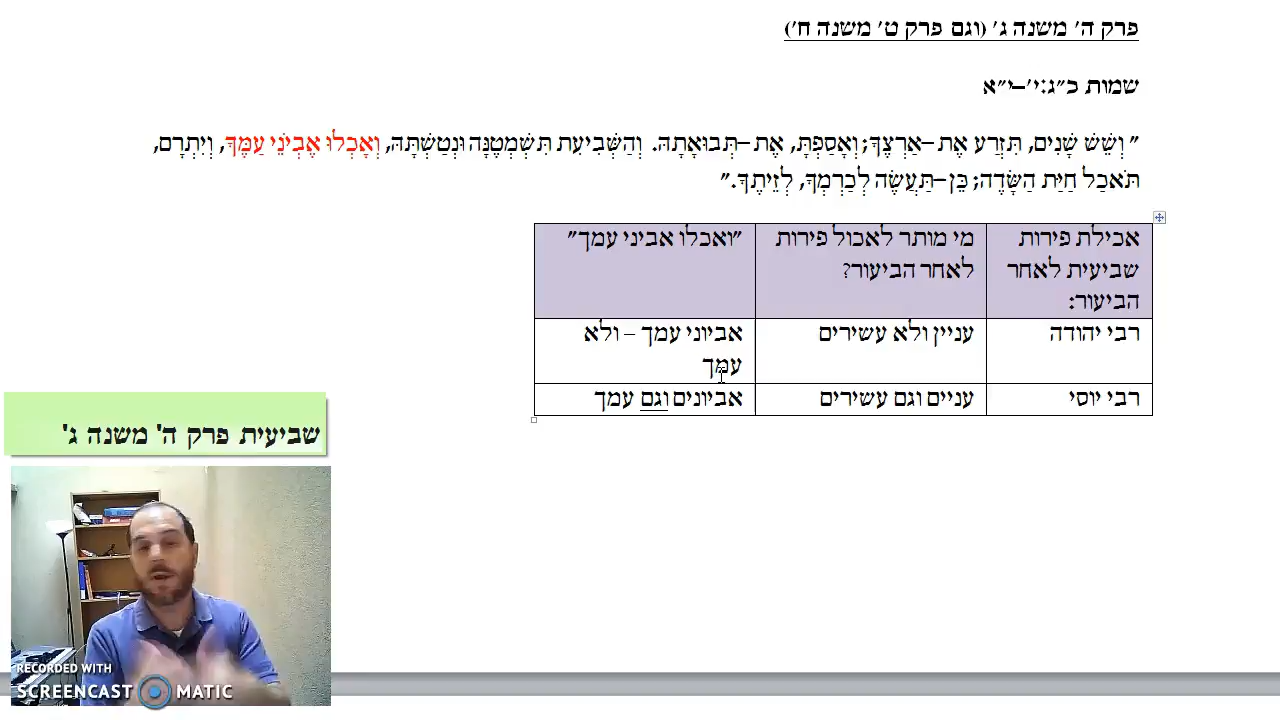 פרק ה' משנה ג' (וגם פרק ט' משנה ח')
שמות כ"ג:י'–י"א
"וְשֵׁשׁ שָׁנִים, תִּזְרַע אֶת–אַרְצֶךָ; וְאָסַפְתָּ, אֶת–תְּבוּאָתָהּ. וְהַשְּׁבִיעִת תִּשְׁמְטֶנָּה וּנְטַשְׁתָּהּ, וְאָכְלוּ אֶבְיֹנֵי עַמֶּךָ, וְיִתְרָם,
תֹּאכַל חַיַּת הַשָּׂדֶה; כֵּן–תַּעֲשֶׂה לְכַרְמְךָ, לְזֵיתֶךָ."
אכילת פירות
שביעית לאחר
הביעור:
מי מותר לאכול פירות
לאחר הביעור?
"ואכלו אביני עמך"
רבי יהודה
עניין ולא עשירים
אביוני עמך – ולא
עמך
רבי יוסי
עניים וגם עשירים
אביונים וגם עמך
שביעית פרק ה' משנה ג'
RECORDED WITH
SCREENCAST MATIC